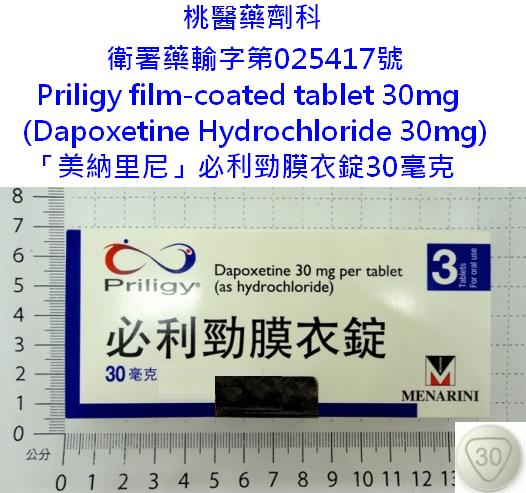 桃醫藥劑科
衛署藥輸字第025417號
Priligy film-coated tablet 30mg
(Dapoxetine Hydrochloride 30mg)
「美納里尼」必利勁膜衣錠30毫克
8
7
6
5
4
3
2
1
0
Priligy®
Dapoxetine 30 mg per tablet
(as hydrochloride)
3
Tablets
For oral use
必利勁膜衣錠
30 毫克
MENARINI
公分
0 1 2 3 4 5 6 7 8 9 10 11 12 13
30